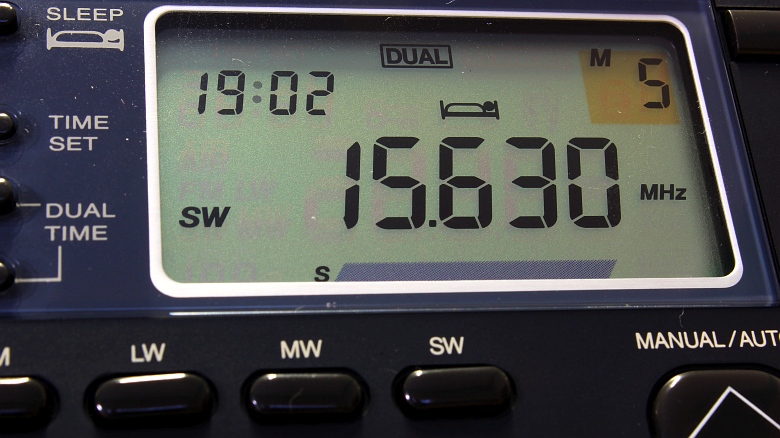 SLEEP
TIME
SET
DUAL
TIME
DUAL
19:02
M 5
SW 15.630 MHz
S
M
LW
MW
SW
MANUAL/AUTO